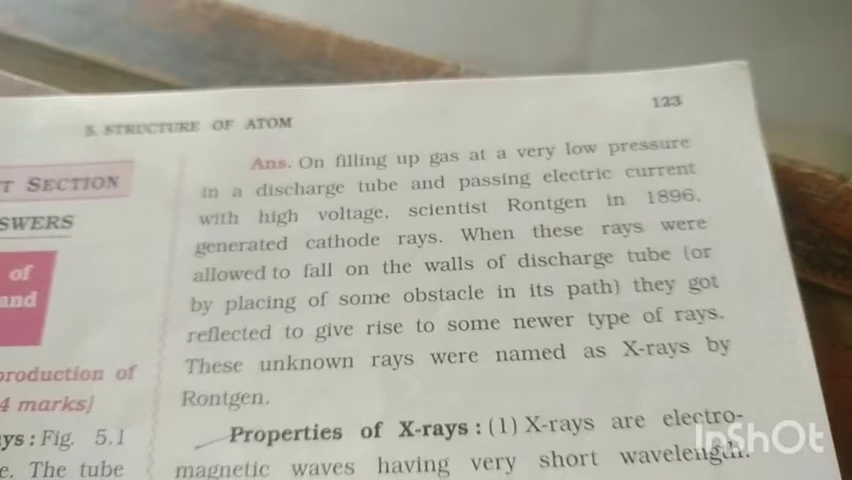 5. STRUCTURE OF ATOM
123
T SECTION
SWERS
of
and
production of
4 marks]
ys : Fig. 5.1
e. The tube
Ans. On filling up gas at a very low pressure
in a discharge tube and passing electric current
with high voltage, scientist Rontgen in 1896,
generated cathode rays. When these rays were
allowed to fall on the walls of discharge tube (or
by placing of some obstacle in its path) they got
reflected to give rise to some newer type of rays.
These unknown rays were named as X-rays by
Rontgen.
Properties of X-rays : (1) X-rays are electro-
magnetic waves having very short wavelength.
InShOt